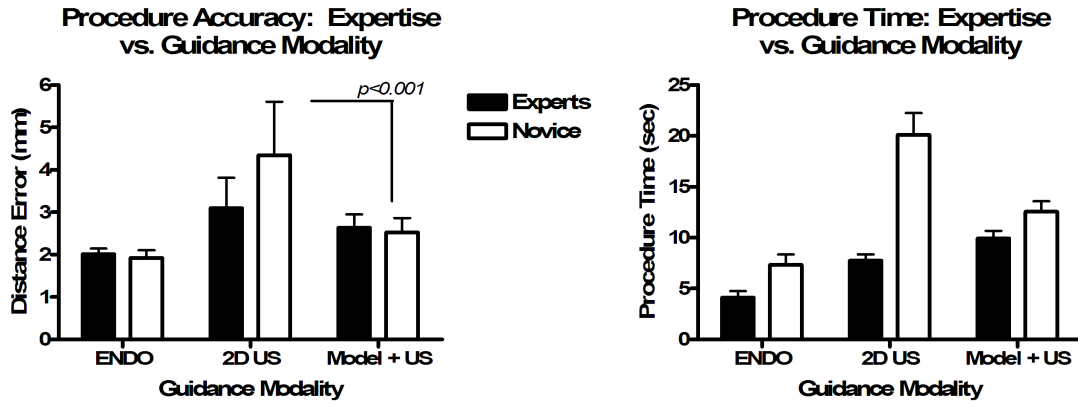 Procedure Accuracy: Expertise
vs. Guidance Modality
6
5
4
3
2
1
0
Distance Error (mm)
p<0.001
Experts
Novice
ENDO
2D US
Model + US
Guidance Modality
Procedure Time: Expertise
vs. Guidance Modality
25
20
15
10
5
0
Procedure Time (sec)
ENDO
2D US
Model + US
Guidance Modality